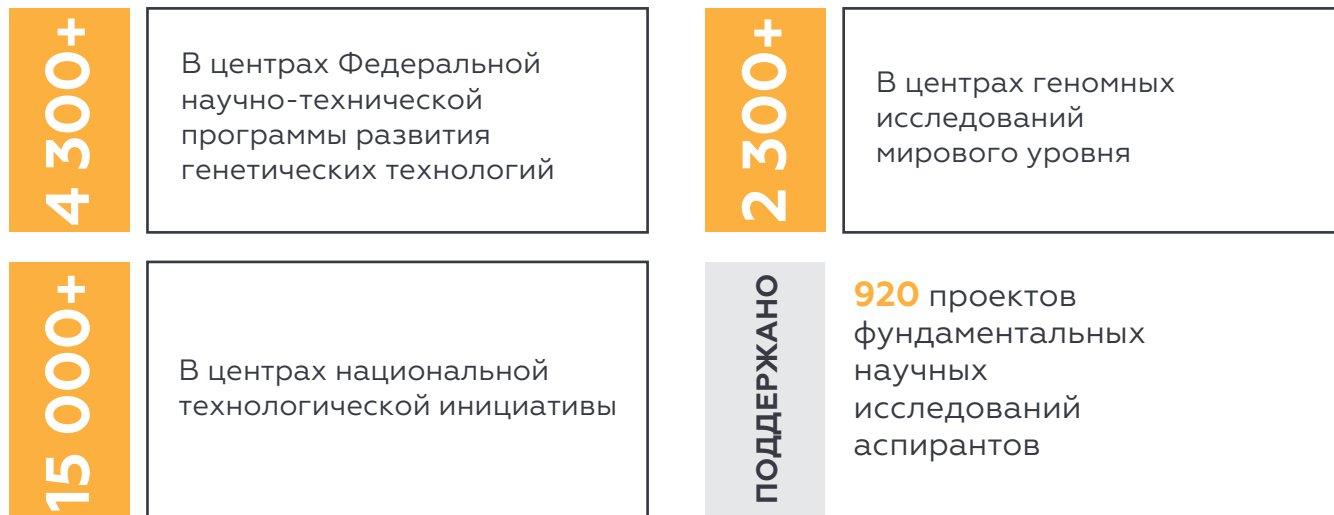 4 300+
В центрах Федеральной
научно-технической
программы развития
генетических технологий
2 300+
В центрах геномных
исследований
мирового уровня
15 000+
В центрах национальной
технологической инициативы
ПОДДЕРЖАНО
920 проектов
фундаментальных
научных
исследований
аспирантов